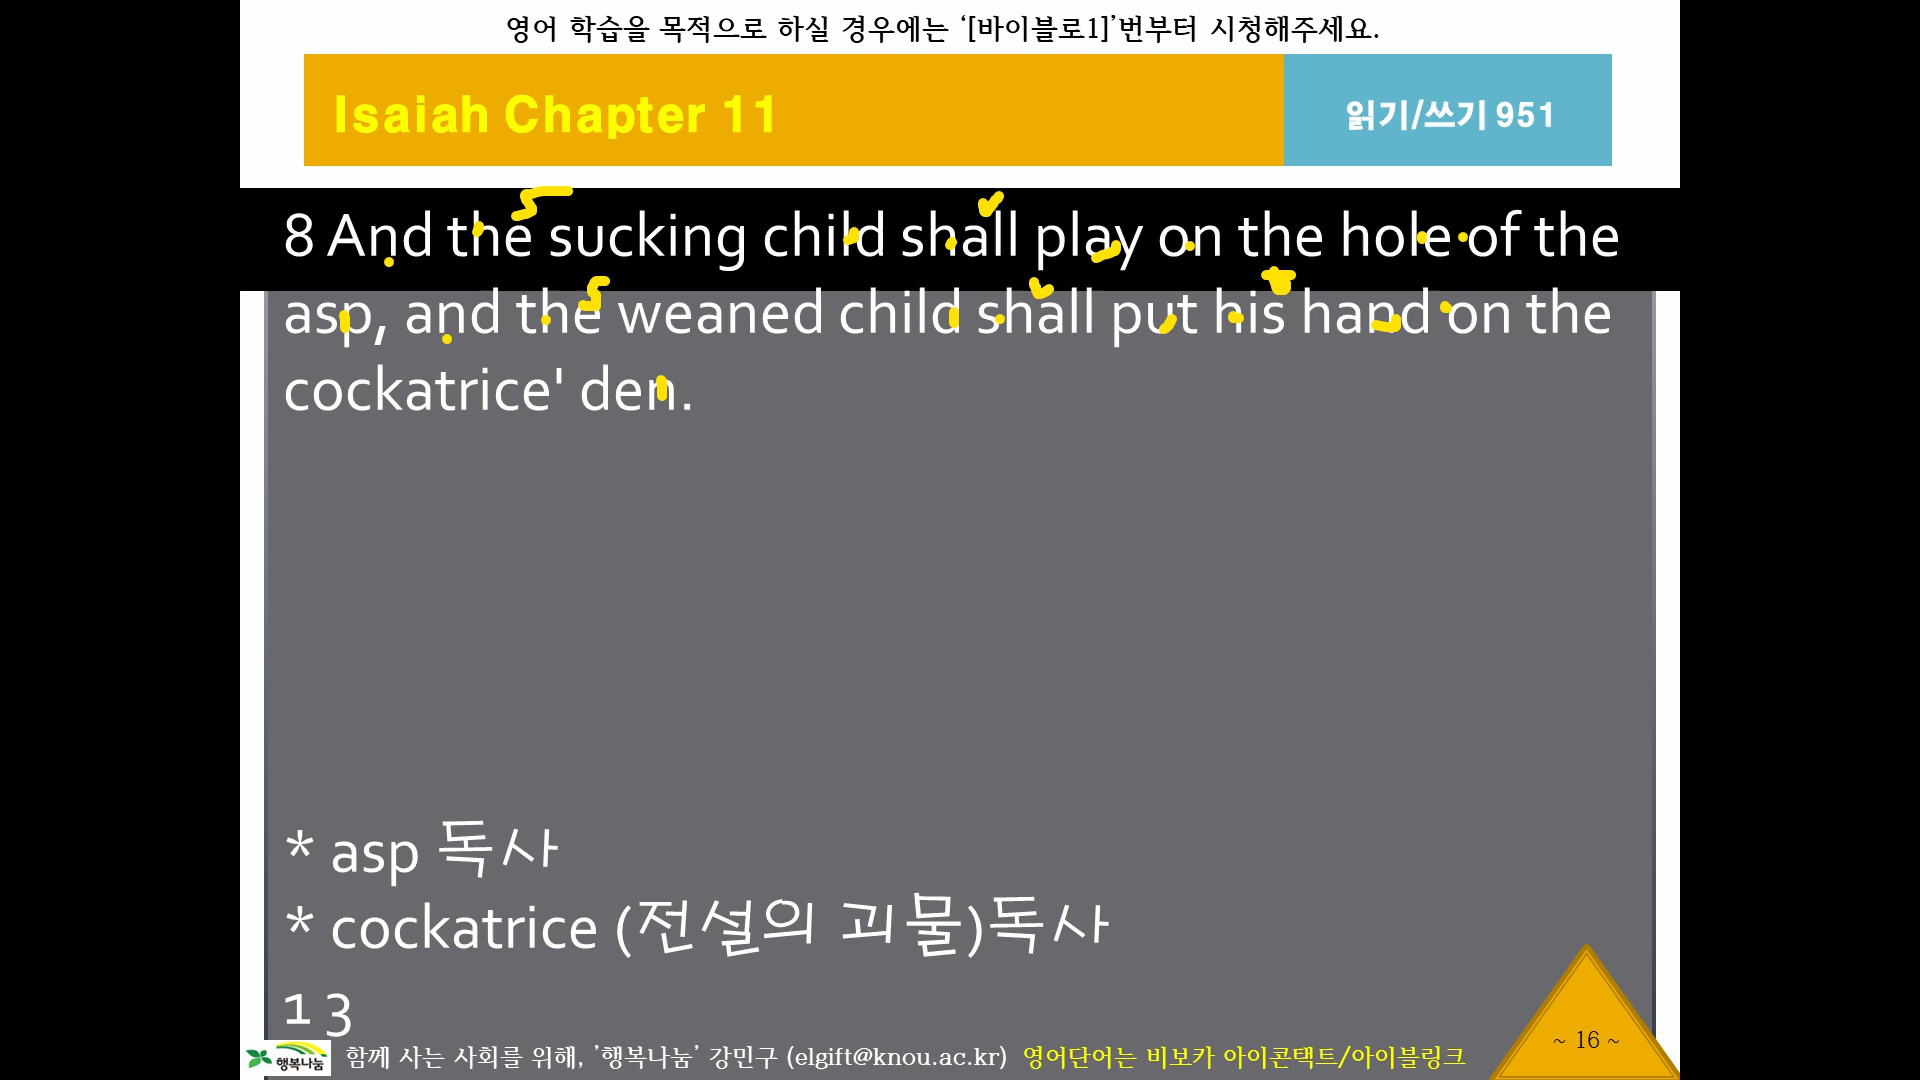 영어 학습을 목적으로 하실 경우에는 ‘[바이블로1]’번부터 시청해주세요.
Isaiah Chapter 11
읽기/쓰기 951
8 And the sucking child shall play on the hole of the
asp, and the weaned child shall put his hand on the
cockatrice' den.
* asp 독사
* cockatrice (전설의 괴물)독사
1 3
~ 16 ~
행복나눔
함께 사는 사회를 위해, ’행복나눔’ 강민구 (elgift@knou.ac.kr) 영어단어는 비보카 아이콘택트/아이블링크